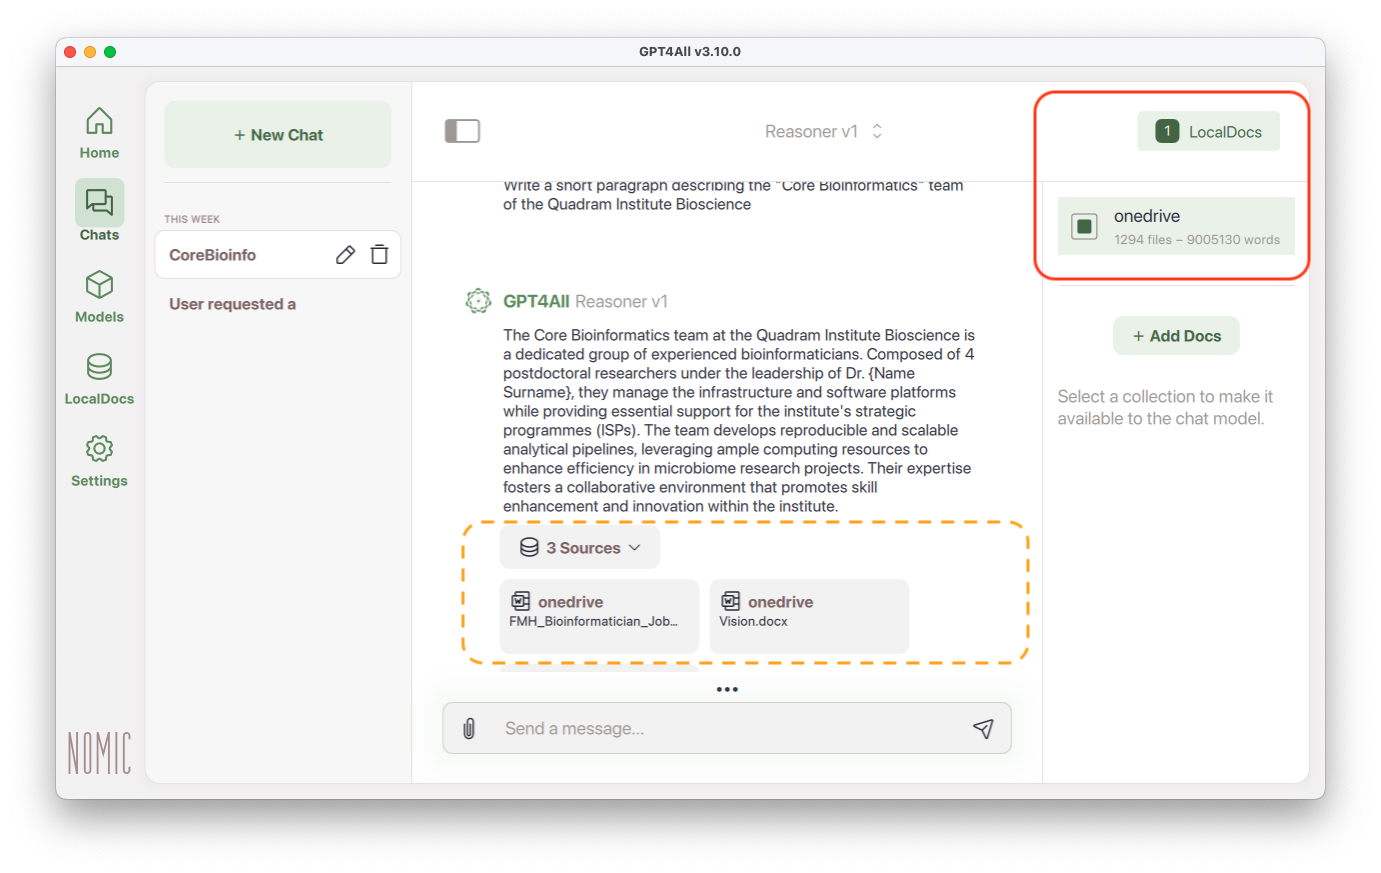 GPT4All v3.10.0
Home
Chats
Models
LocalDocs
Settings
NOMIC
+ New Chat
THIS WEEK
CoreBioinfo
User requested a
Reasoner v1
Write a short paragraph describing the "Core Bioinformatics" team
of the Quadram Institute Bioscience
GPT4All Reasoner v1
The Core Bioinformatics team at the Quadram Institute Bioscience is
a dedicated group of experienced bioinformaticians. Composed of 4
postdoctoral researchers under the leadership of Dr. {Name
Surname}, they manage the infrastructure and software platforms
while providing essential support for the institute's strategic
programmes (ISPs). The team develops reproducible and scalable
analytical pipelines, leveraging ample computing resources to
enhance efficiency in microbiome research projects. Their expertise
fosters a collaborative environment that promotes skill
enhancement and innovation within the institute.
3 Sources
onedrive
FMH_Bioinformatician_Job...
onedrive
Vision.docx
Send a message...
1 LocalDocs
onedrive
1294 files – 9005130 words
+ Add Docs
Select a collection to make it
available to the chat model.